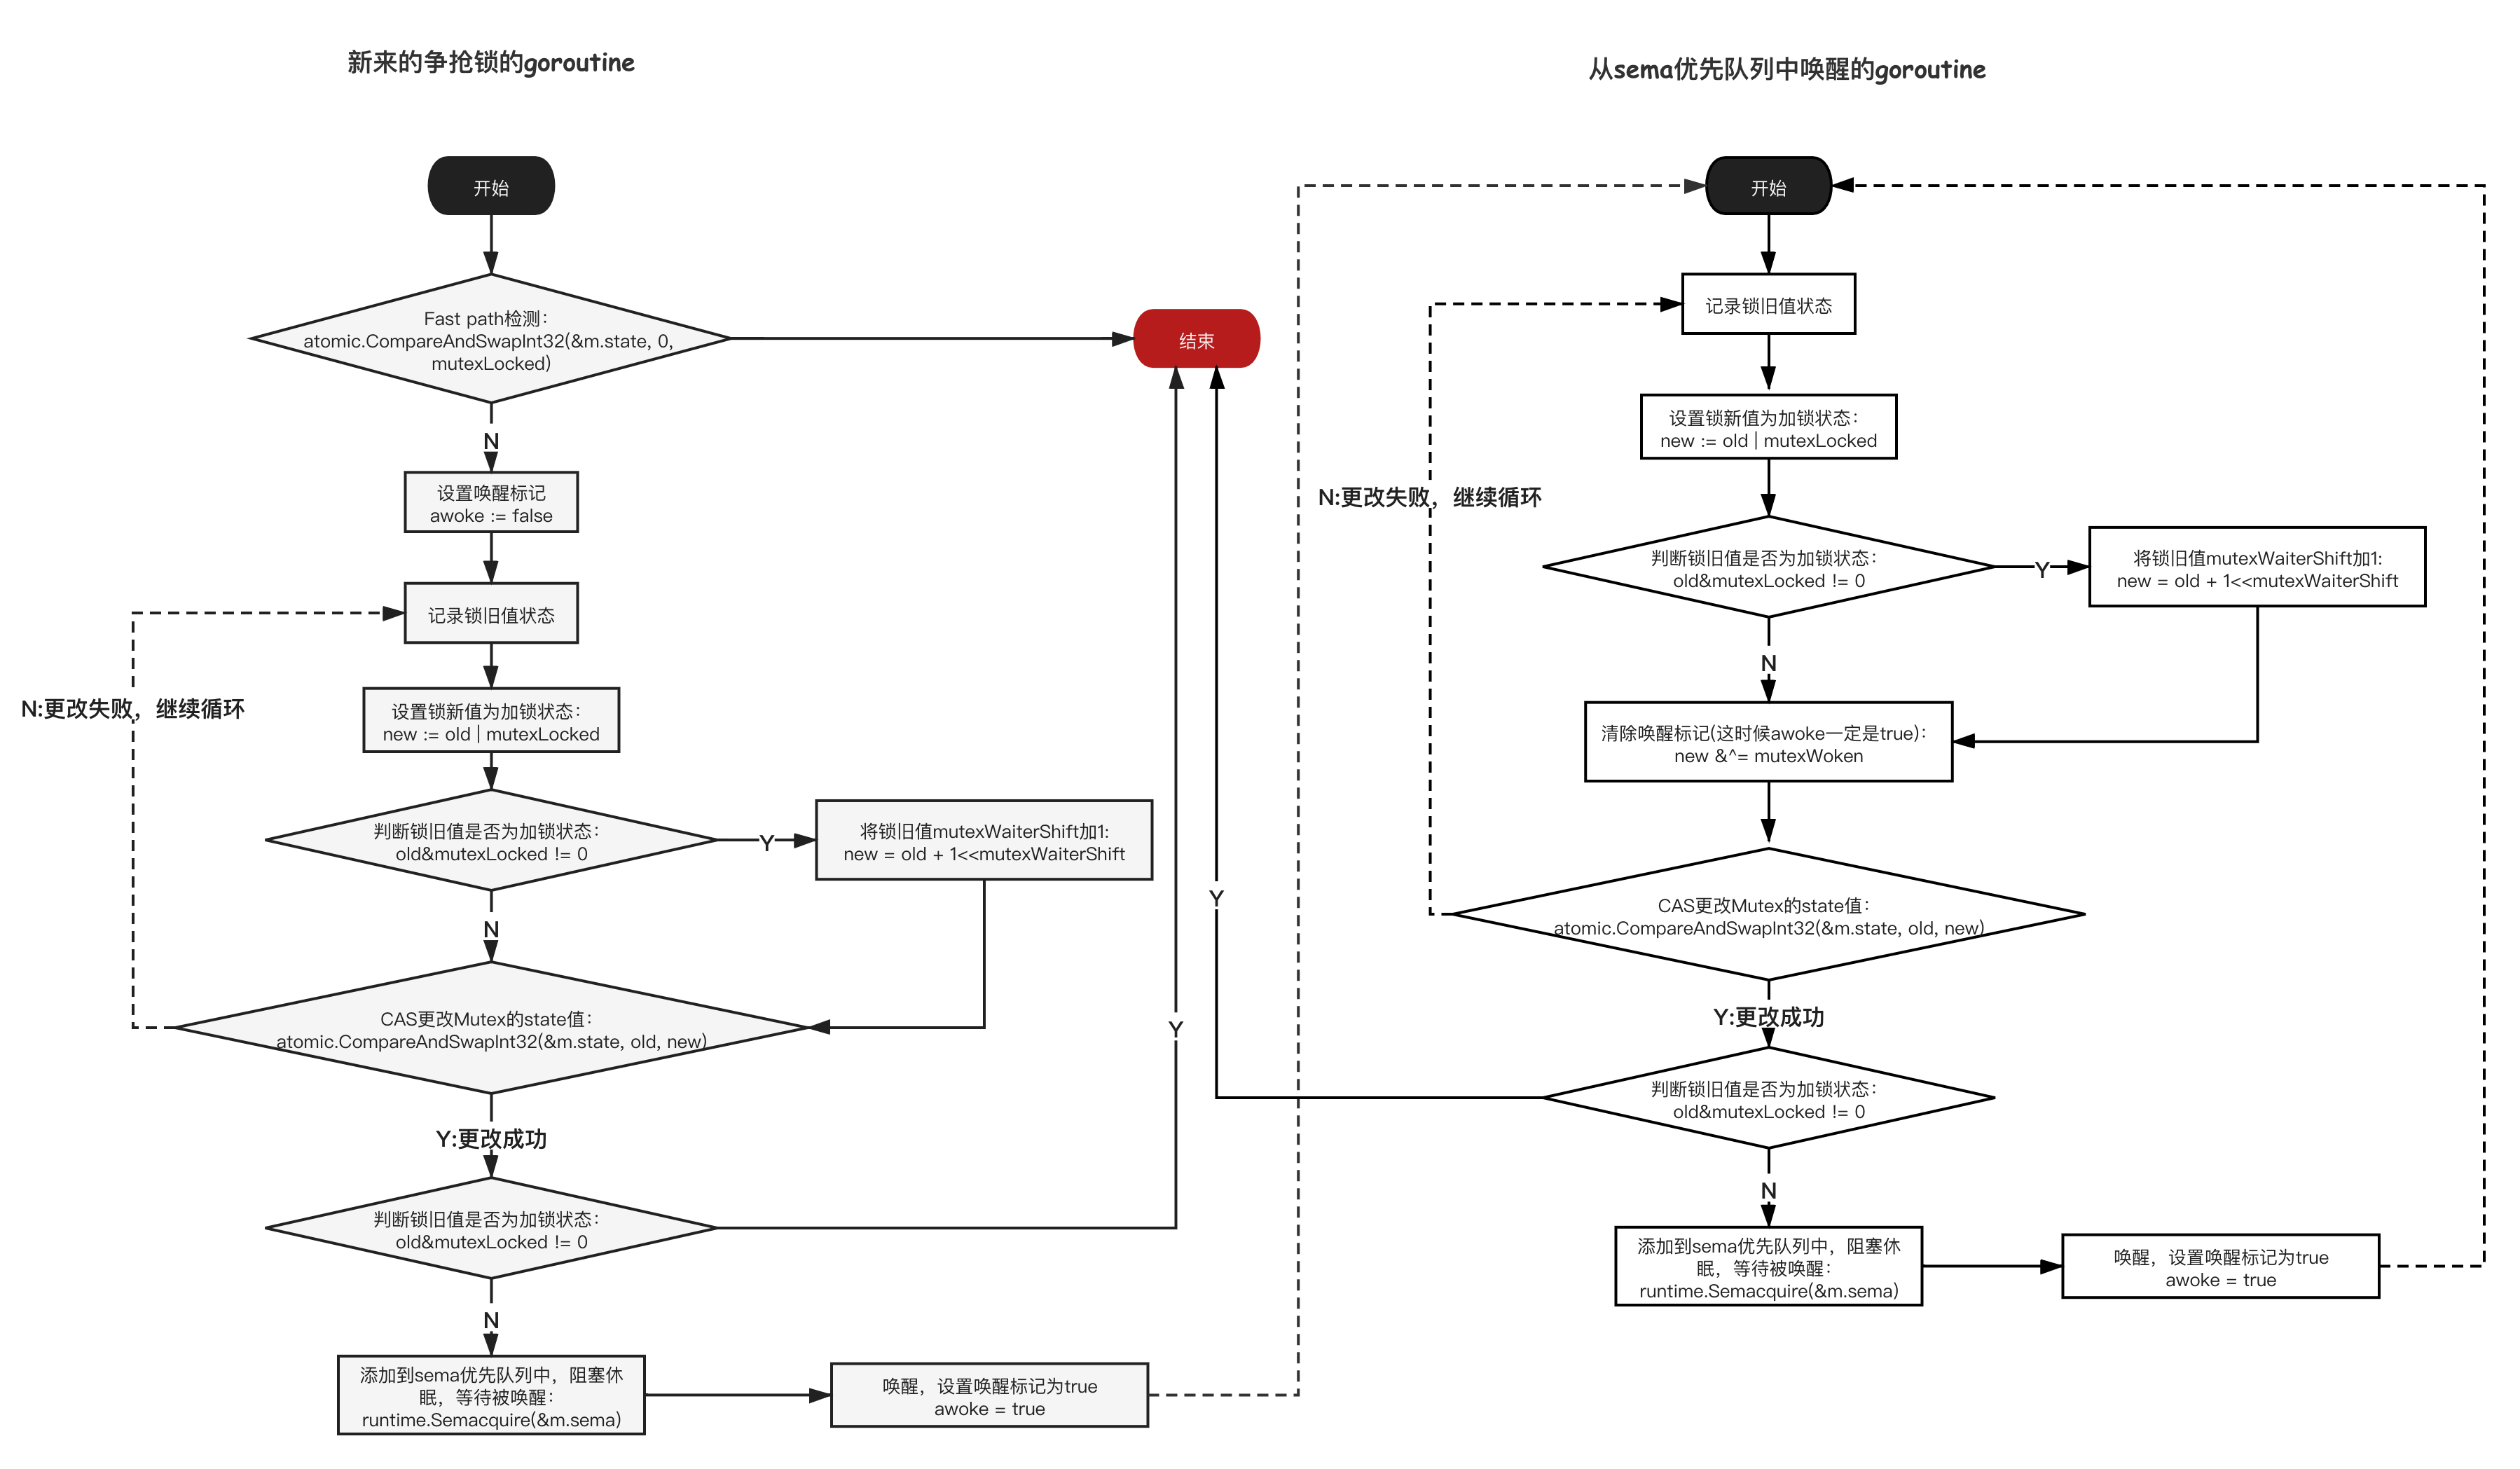 新来的争抢锁的goroutine
开始
Fast path检测：
atomic.CompareAndSwapInt32(&m.state, 0,
mutexLocked)
结束
N
设置唤醒标记
awoke := false
记录锁旧值状态
N:更改失败，继续循环
设置锁新值为加锁状态：
new := old | mutexLocked
判断锁旧值是否为加锁状态：
old&mutexLocked != 0
Y
将锁旧值mutexWaiterShift加1:
new = old + 1<<mutexWaiterShift
N
CAS更改Mutex的state值：
atomic.CompareAndSwapInt32(&m.state, old, new)
Y
Y:更改成功
判断锁旧值是否为加锁状态：
old&mutexLocked != 0
N
添加到sema优先队列中，阻塞休
眠，等待被唤醒：
runtime.Semacquire(&m.sema)
唤醒，设置唤醒标记为true
awoke = true
从sema优先队列中唤醒的goroutine
开始
记录锁旧值状态
设置锁新值为加锁状态：
new := old | mutexLocked
N:更改失败，继续循环
判断锁旧值是否为加锁状态：
old&mutexLocked != 0
Y
将锁旧值mutexWaiterShift加1:
new = old + 1<<mutexWaiterShift
N
清除唤醒标记(这时候awoke一定是true)：
new &^= mutexWoken
CAS更改Mutex的state值：
atomic.CompareAndSwapInt32(&m.state, old, new)
Y
Y:更改成功
判断锁旧值是否为加锁状态：
old&mutexLocked != 0
N
添加到sema优先队列中，阻塞休
眠，等待被唤醒：
runtime.Semacquire(&m.sema)
唤醒，设置唤醒标记为true
awoke = true